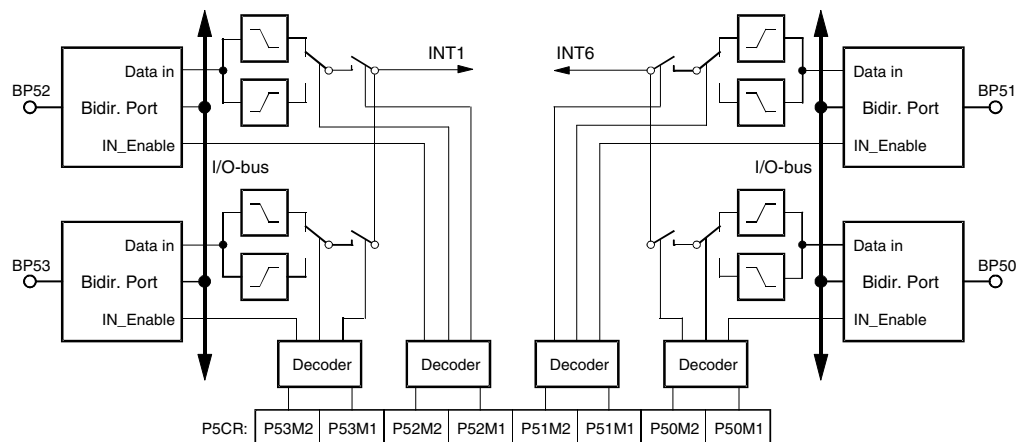 INT1 INT6
Data in Data in
BP52 BP51
Bidir. Port Bidir. Port
IN_Enable IN_Enable
I/O-bus I/O-bus
Data in Data in
BP53 BP50
Bidir. Port Bidir. Port
IN_Enable IN_Enable
Decoder Decoder Decoder Decoder
P5CR: P53M2 P53M1 P52M2 P52M1 P51M2 P51M1 P50M2 P50M1